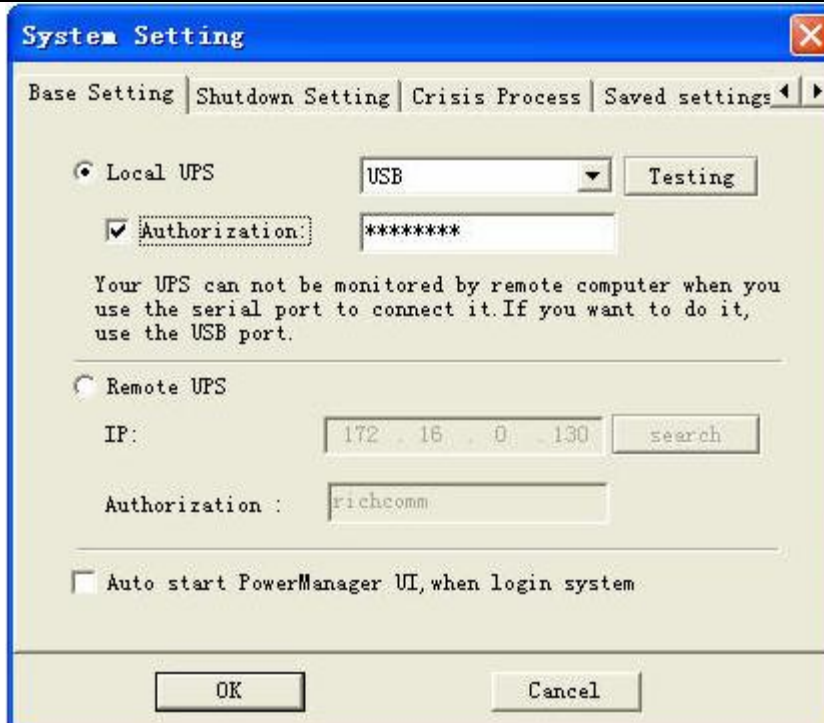 System Setting
Base Setting Shutdown Setting Crisis Process Saved settings
Local UPS USB Testing
Authorization: ********
Your UPS can not be monitored by remote computer when you
use the serial port to connect it.If you want to do it,
use the USB port.
Remote UPS
IP: 172 . 16 . 0 . 130 search
Authorization : richcomm
Auto start PowerManager UI,when login system
OK Cancel